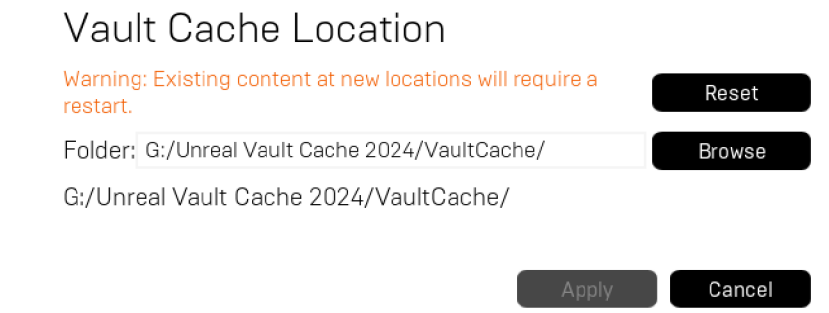 Vault Cache Location
Warning: Existing content at new locations will require a
restart.
Reset
Folder: G:/Unreal Vault Cache 2024/VaultCache/
Browse
G:/Unreal Vault Cache 2024/VaultCache/
Apply
Cancel